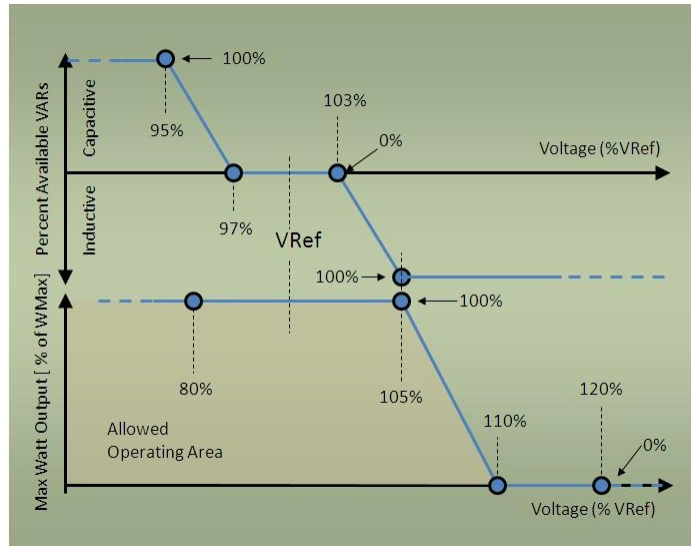 100%
103%
95%
0%
Voltage (%VRef)
Percent Available VARs
Capacitive
Inductive
97%
VRef
100%
100%
Max Watt Output [ % of WMax]
80%
105%
120%
110%
Allowed
Operating Area
0%
Voltage (% VRef)